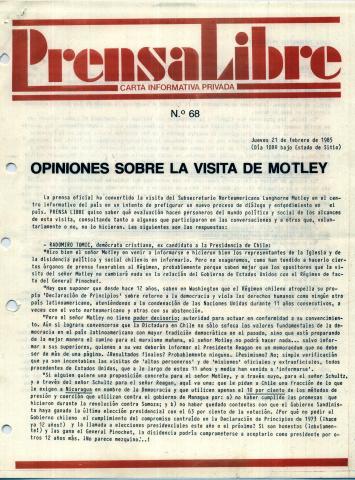 Prensa Libre
CARTA INFORMATIVA PRIVADA
N.º 68
Jueves 21 de febrero de 1985
(Día 108# bajo Estado de Sitio)
OPINIONES SOBRE LA VISITA DE MOTLEY
La prensa oficial ha convertido la visita del Subsecretario Norteamericano Langhorne Motley en el centro informativo
del país en un intento de prefigurar un nuevo proceso de diálogo y entendimiento en el
país. PRENSA LIBRE quiso saber qué evaluación hacen personeros del mundo político y social de los alcances
de esta visita, consultando tanto a algunos que participaron en las conversaciones y a otros que, voluntariamente
o no, no lo hicieron. Las siguientes son las respuestas:
- RADOMIRO TOMIC, demócrata cristiano, ex candidato a la Presidencia de Chile:
"Hizo bien el señor Motley en venir a informarse e hicieron bien los representantes de la Iglesia y de
la disidencia política y social chilena en informarlo. Pero no exageramos, como han tendido a hacerlo ciertos
órganos de prensa favorables al Régimen, probablemente porque saben mejor que los opositores que la visita
del señor Motley no cambiará nada en la relación del Gobierno de Estados Unidos con el Régimen de facto
del General Pinochet.
"Hay que suponer que desde hace 12 años, saben en Washington que el Régimen chileno atropella su propia
'Declaración de Principios' sobre retorno a la democracia y viola los derechos humanos como ningún otro
país latinoamericano, ateniéndose a la condenación de las Naciones Unidas durante 11 años consecutivos, a
veces con el voto norteamericano y otras con su abstención.
"Pero el señor Motley no tiene poder decisorio; autoridad para actuar en conformidad a su convencimiento.
Aún si lograra convencerse que la Dictadura en Chile no sólo sofoca los valores fundamentales de la democracia
en el país latinoamericano con mayor tradición democrática en el pasado, sino que está preparando
de la mejor manera el camino para el marxismo mañana, el señor Motley no podrá hacer nada... salvo informar
a sus superiores, quienes a su vez deberán informar al Presidente Reagan en un memorandum que no debe
ser de más de una página. ¿Resultados finales? Probablemente ninguno. ¿Pesimismo? No; simple verificación
que ya son incontables las visitas de 'altos personeros' y de 'misiones' oficiales y extraoficiales, todos
procedentes de Estados Unidos, que a lo largo de estos 11 años y medio han venido a 'informarse'.
"Si alguien quiere una proposición concreta para el señor Motley, y a través suyo, para el señor Schultz,
y a través del señor Schultz para el señor Reagan, aquí va una: que le pidan a Chile una fracción de lo que
le exigen a Nicaragua en nombre de la Democracia y que utilicen apenas el 10 por ciento de los métodos de
presión y coerción que utilizan contra el gobierno de Managua por: a) no haber cumplido las promesas que
hicieron durante la revolución contra Somoza; y b) no haber quedado contentos con que el Gobierno Sandinista
haya ganado la última elección presidencial con el 63 por ciento de la votación. ¿Por qué no pedir al
Gobierno chileno el cumplimiento del compromiso contraído en la Declaración de Principios de 1973 (¡hace
ya 12 años!) y la llamada a elecciones presidenciales este año o el próximo? Si son honestas (¡obviamente!)
y las gana el General Pinochet, la disidencia podría comprometerse a aceptarlo como presidente por
otros 12 años más. ¡Me parece mezquino!..!